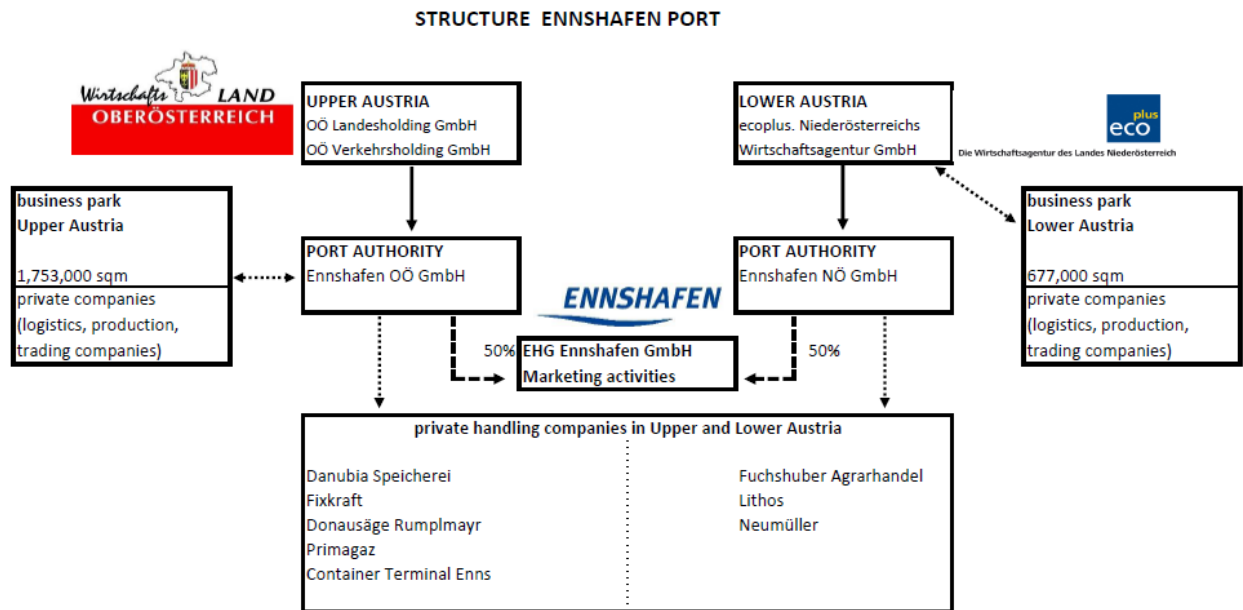 STRUCTURE ENNSHAFEN PORT
Wirtschafts LAND
OBERÖSTERREICH
UPPER AUSTRIA
OÖ Landesholding GmbH
OÖ Verkehrsholding GmbH
LOWER AUSTRIA
ecoplus. Niederösterreichs
Wirtschaftsagentur GmbH
plus
eco
Die Wirtschaftsagentur des Landes Niederösterreich
business park
Upper Austria
1,753,000 sqm
private companies
(logistics, production,
trading companies)
PORT AUTHORITY
Ennshafen OÖ GmbH
PORT AUTHORITY
Ennshafen NÖ GmbH
business park
Lower Austria
677,000 sqm
private companies
(logistics, production,
trading companies)
ENNSHAFEN
50%
EHG Ennshafen GmbH
Marketing activities
50%
private handling companies in Upper and Lower Austria
Danubia Speicherei
Fixkraft
Donausäge Rumplmayr
Primagaz
Container Terminal Enns
Fuchshuber Agrarhandel
Lithos
Neumüller